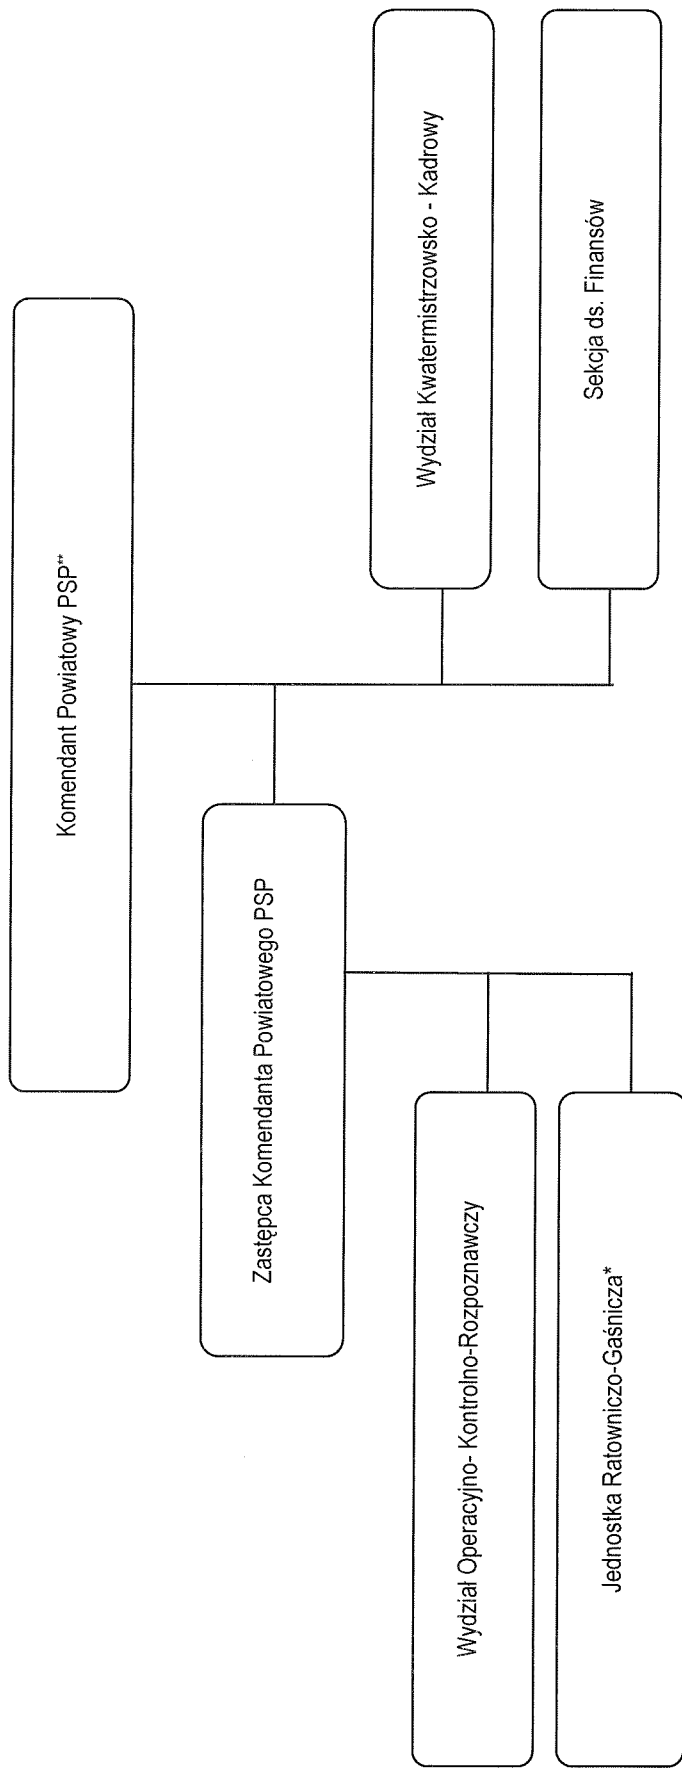 Komendant Powiatowy PSP**
Zastępca Komendanta Powiatowego PSP
Wydział Operacyjno- Kontrolno-Rozpoznawczy
Jednostka Ratowniczo-Gaśnicza*
Wydział Kwatermistrzowsko - Kadrowy
Sekcja ds. Finansów